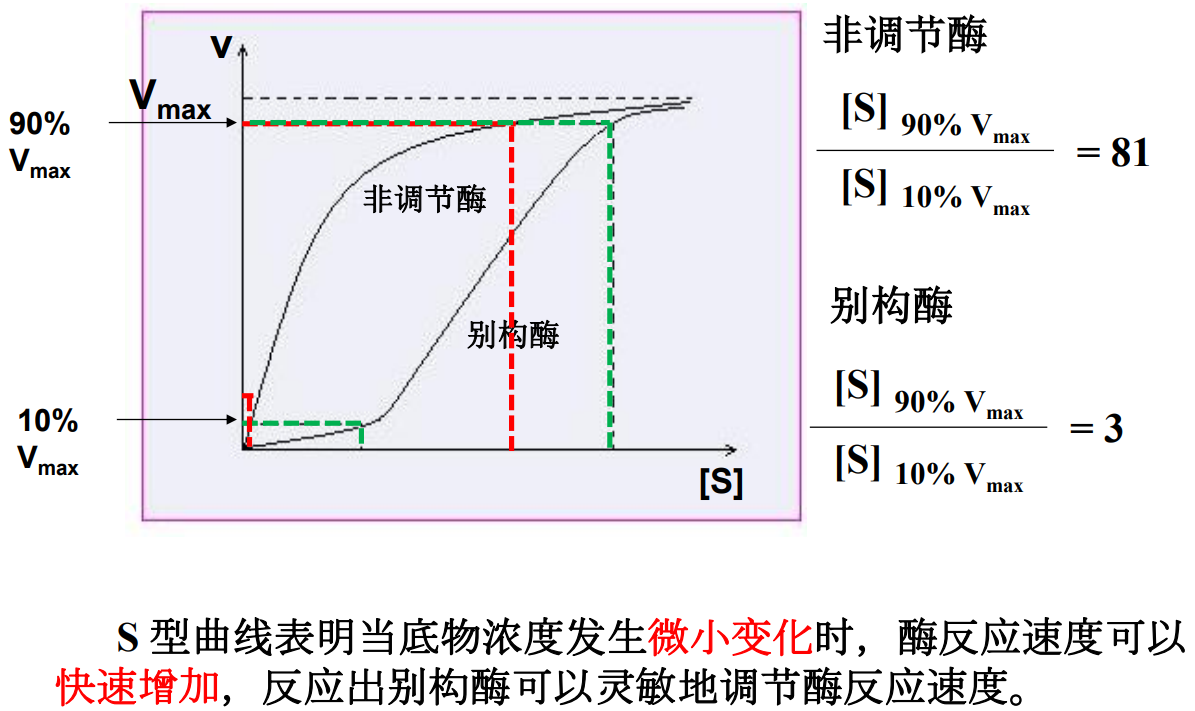 v
Vmax
90%
Vmax
非调节酶
别构酶
10%
Vmax
[S]
非调节酶
[S] 90% Vmax
= 81
[S] 10% Vmax
别构酶
[S] 90% Vmax
= 3
[S] 10% Vmax
S 型曲线表明当底物浓度发生微小变化时，酶反应速度可以
快速增加，反应出别构酶可以灵敏地调节酶反应速度。